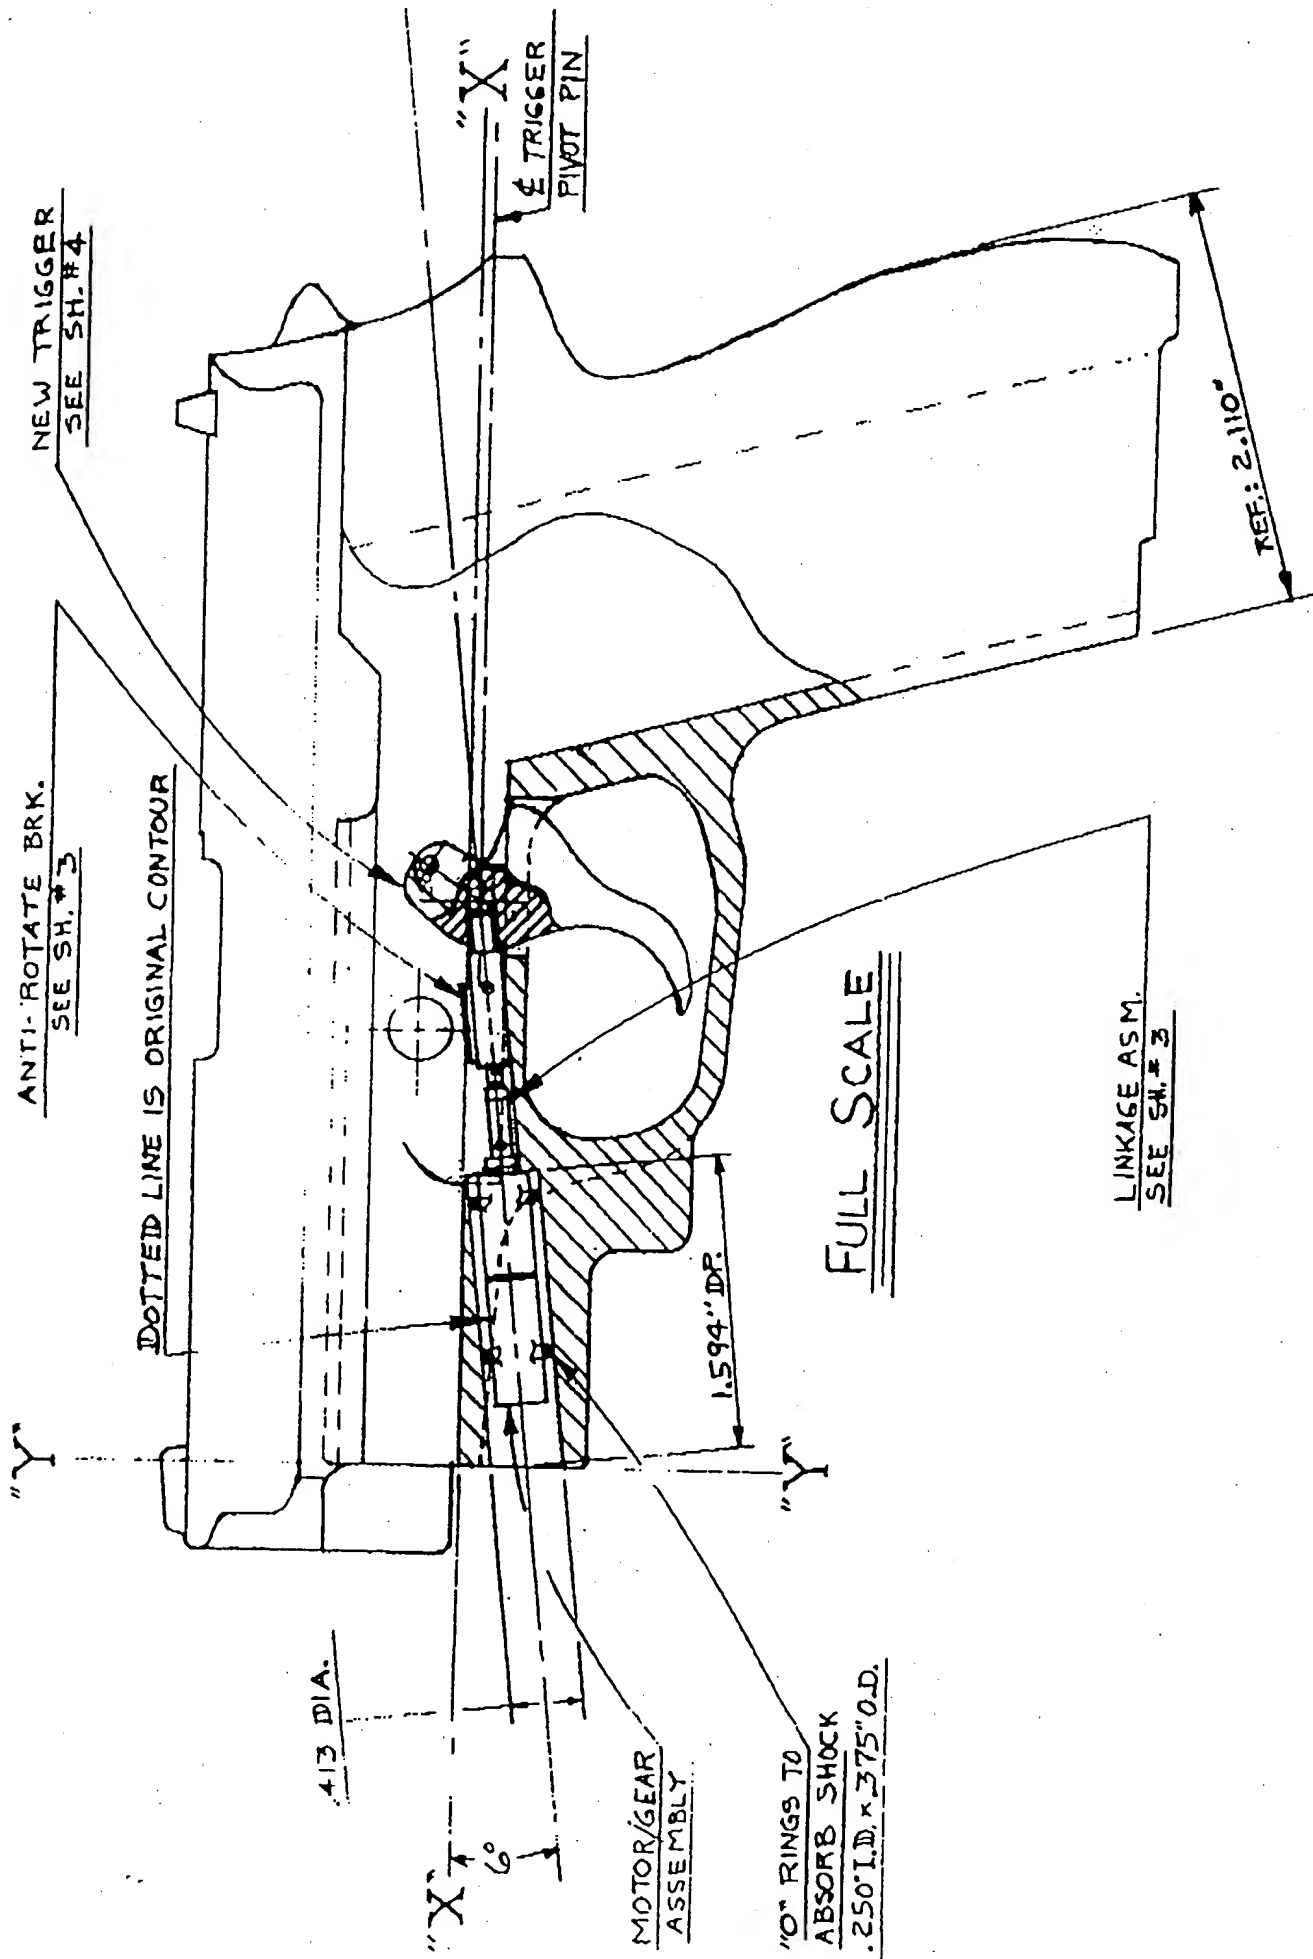 NEW TRIGGER
SEE SH.#4
"X"
℄ TRIGGER
PIVOT PIN
ANTI-ROTATE BRK.
SEE SH.#3
DOTTED LINE IS ORIGINAL CONTOUR
"Y"
REF.: 2.110"
FULL SCALE
LINKAGE ASM.
SEE SH.#3
1.594" DP.
"Y"
.413 DIA.
"X"
6°
MOTOR/GEAR
ASSEMBLY
"O" RINGS TO
ABSORB SHOCK
.250" I.D. x .375" O.D.